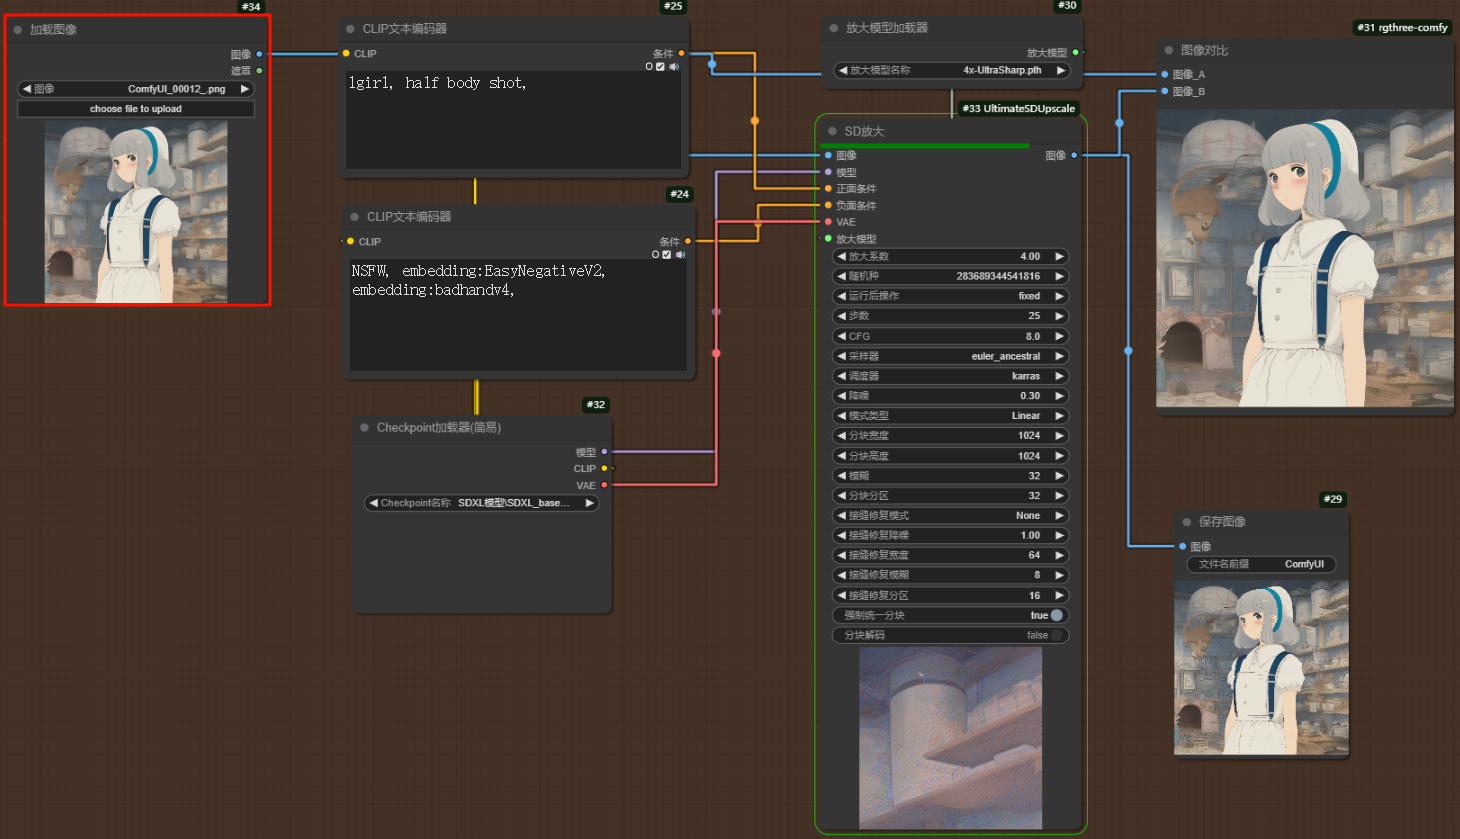 #34
加载图像
图像
遮罩
图像 ComfyUI_00012_.png
choose file to upload
#25
CLIP文本编码器
CLIP 条件
1girl, half body shot,
#24
CLIP文本编码器
CLIP 条件
NSFW, embedding:EasyNegativeV2,
embedding:badhandv4,
#32
Checkpoint加载器(简易)
模型
CLIP
VAE
Checkpoint名称 SDXL模型\SDXL_base...
#30
放大模型加载器
放大模型
放大模型名称 4x-UltraSharp.pth
#33 UltimateSDUpscale
SD放大
图像 图像
模型
正面条件
负面条件
VAE
放大模型
放大系数 4.00
随机种 283689344541816
运行后操作 fixed
步数 25
CFG 8.0
采样器 euler_ancestral
调度器 karras
降噪 0.30
模式类型 Linear
分块宽度 1024
分块高度 1024
模糊 32
分块分区 32
接缝修复模式 None
接缝修复降噪 1.00
接缝修复宽度 64
接缝修复模糊 8
接缝修复分区 16
强制统一分块 true
分块解码 false
#31 rgthree-comfy
图像对比
图像_A
图像_B
#29
保存图像
图像
文件名前缀 ComfyUI